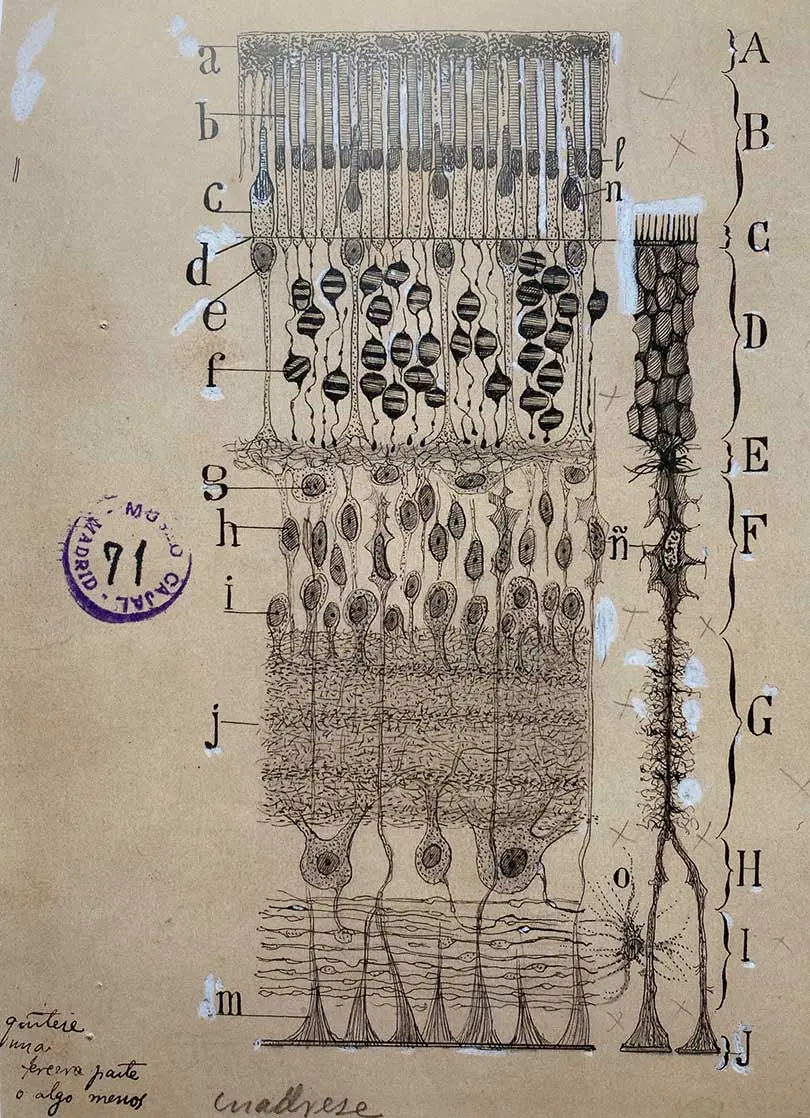 a
b
c
d
e
f
g
h
i
j
m
l
n
ñ
o
A
B
C
D
E
F
G
H
I
J
MUSEO CAJAL · MADRID ·
71
quítese
una
tercera parte
o algo menos
cuadrese